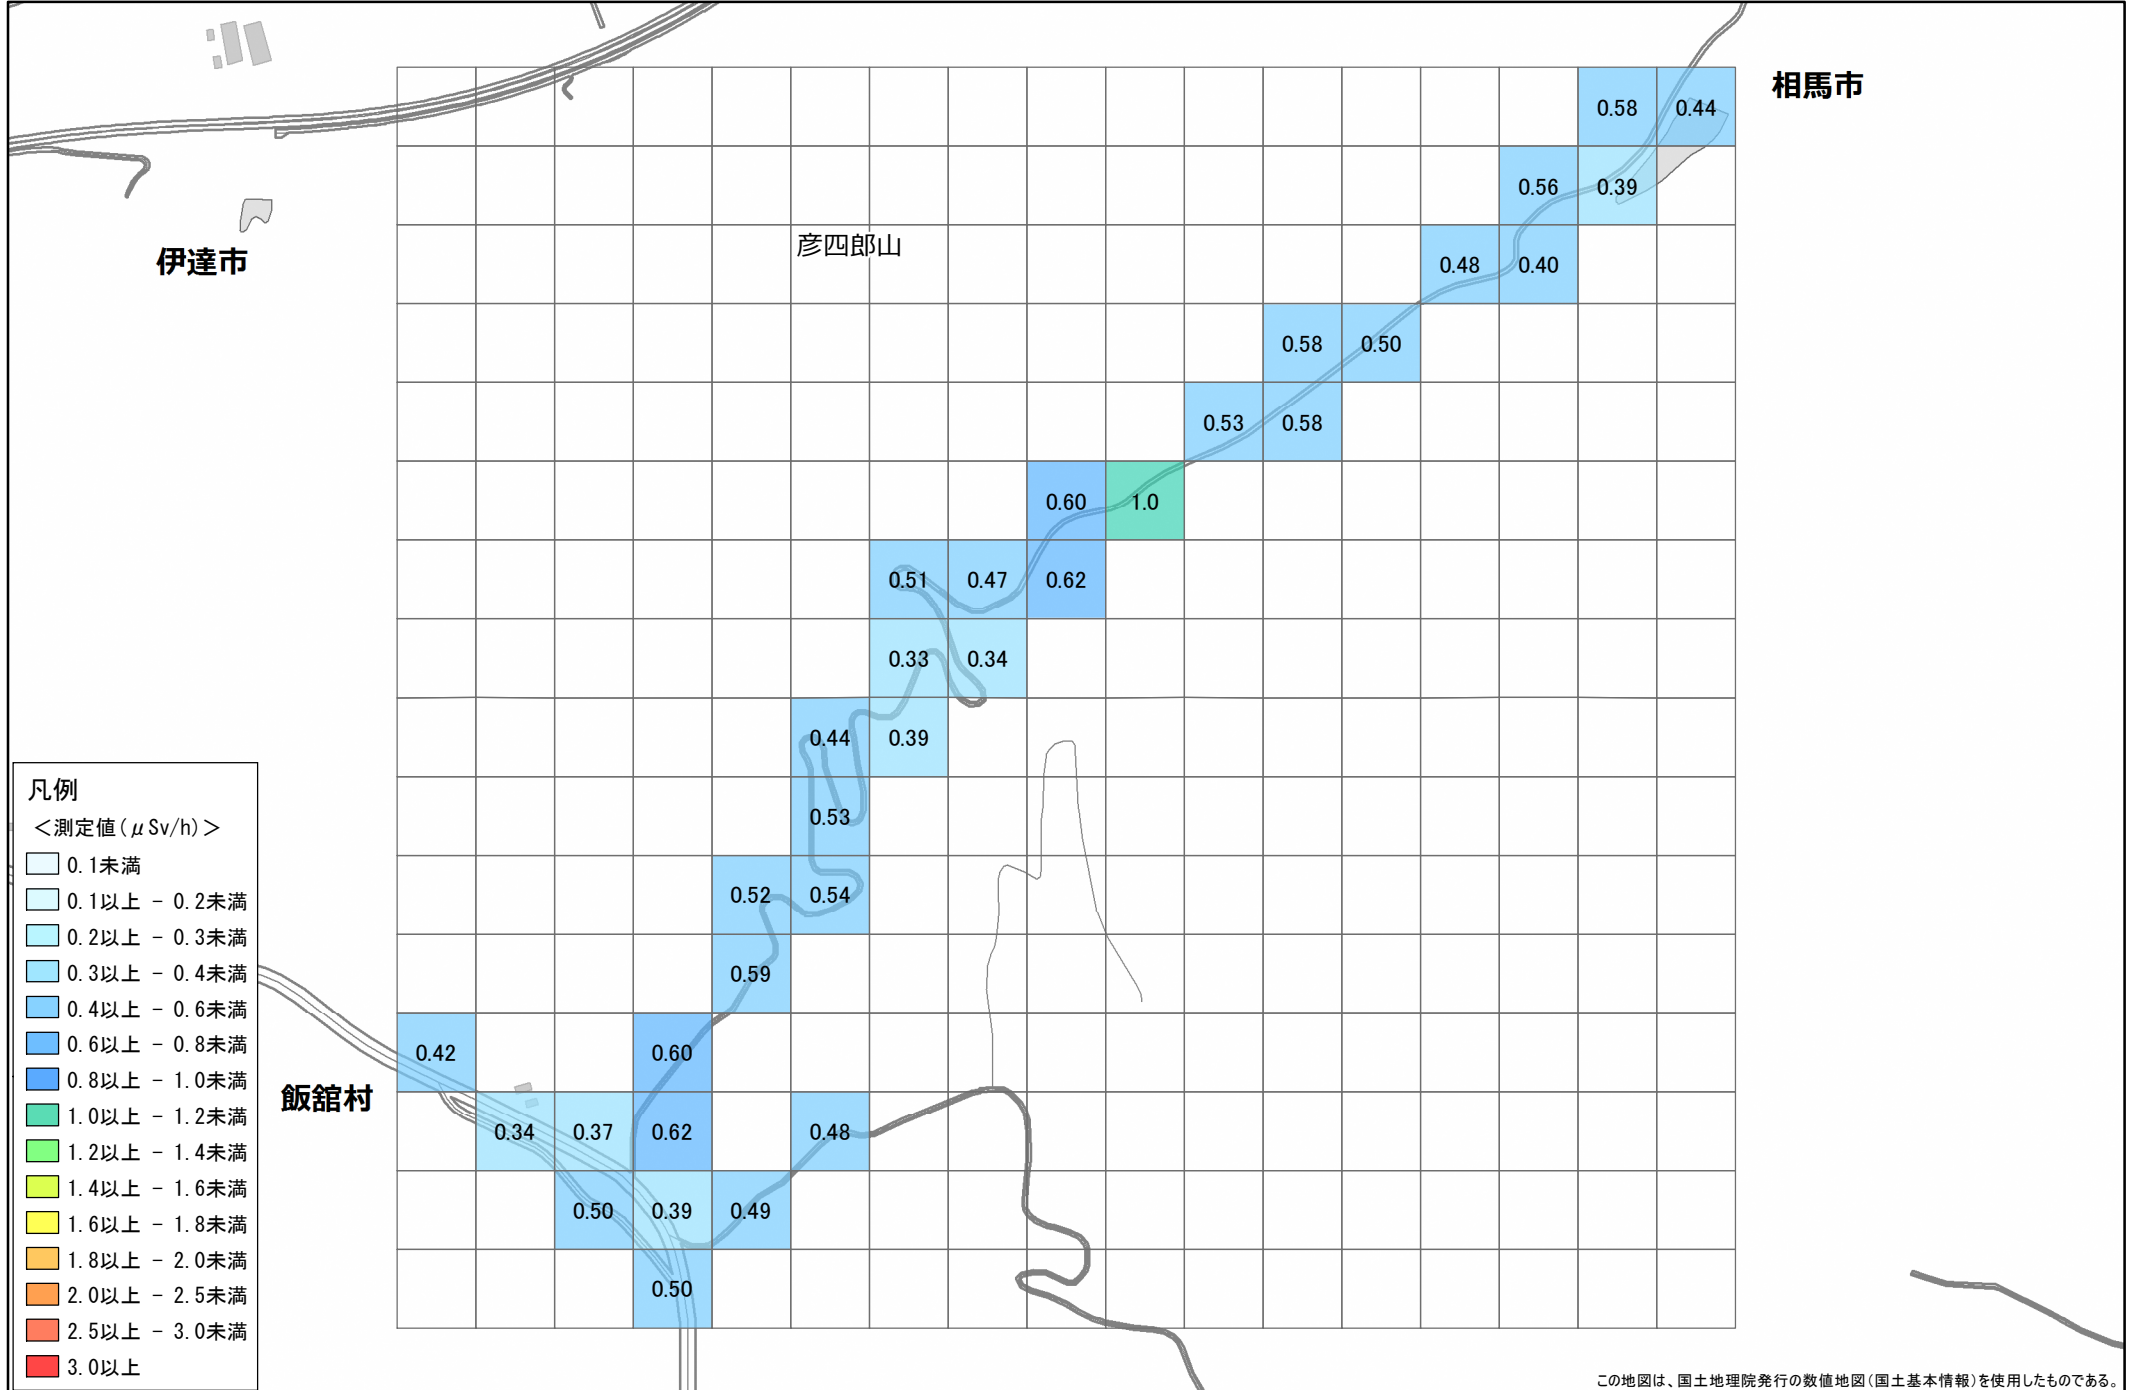 相馬市
0.58 0.44
0.56 0.39
彦四郎山
伊達市
0.48 0.40
0.58 0.50
0.53 0.58
0.60 1.0
0.51 0.47 0.62
0.33 0.34
0.44 0.39
0.53
0.52 0.54
0.59
0.42 0.60
飯舘村
0.34 0.37 0.62 0.48
0.50 0.39 0.49
0.50
凡例
＜測定値(μSv/h)＞
0.1未満
0.1以上 - 0.2未満
0.2以上 - 0.3未満
0.3以上 - 0.4未満
0.4以上 - 0.6未満
0.6以上 - 0.8未満
0.8以上 - 1.0未満
1.0以上 - 1.2未満
1.2以上 - 1.4未満
1.4以上 - 1.6未満
1.6以上 - 1.8未満
1.8以上 - 2.0未満
2.0以上 - 2.5未満
2.5以上 - 3.0未満
3.0以上
この地図は、国土地理院発行の数値地図(国土基本情報)を使用したものである。